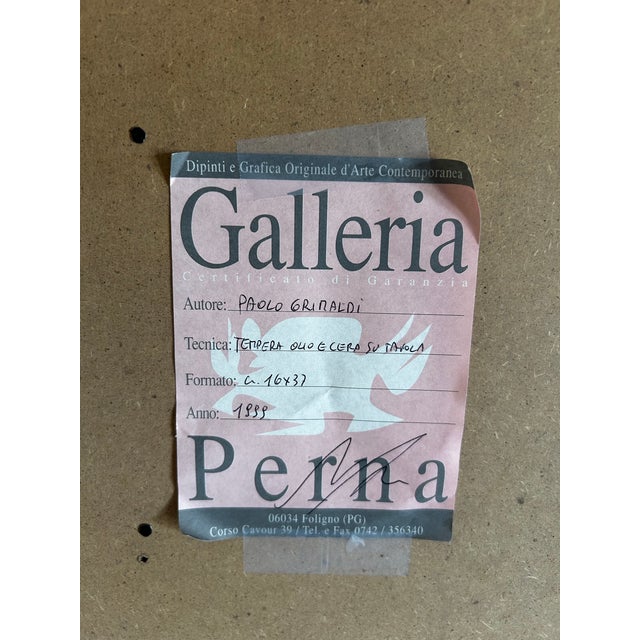 Dipinti e Grafica Originale d'Arte Contemporanea
Galleria
Certificato di Garanzia
Autore: PAOLO GRIMALDI
Tecnica: TEMPERA OLIO E CERA SU TAVOLA
Formato: 16x37
Anno: 1999
Perna
06034 Foligno (PG)
Corso Cavour 39 / Tel. e Fax 0742 / 356340